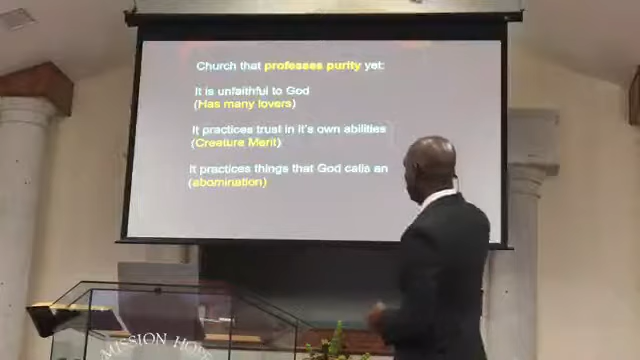 Church that professes purity yet:
It is unfaithful to God
(Has many lovers)
It practices trust in it's own abilities
(Creature Merit)
It practices things that God calls an
(abomination)
MISSION HOPE